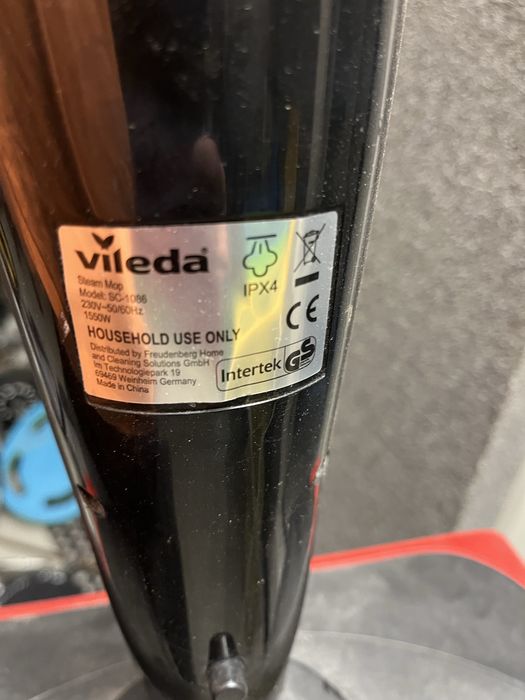 vileda
Steam Mop
Model: SC-1086
230V~50/60Hz
1550W
IPX4
CE
HOUSEHOLD USE ONLY
Distributed by Freudenberg Home
and Cleaning Solutions GmbH
Im Technologiepark 19
69469 Weinheim Germany
Made in China
Intertek GS